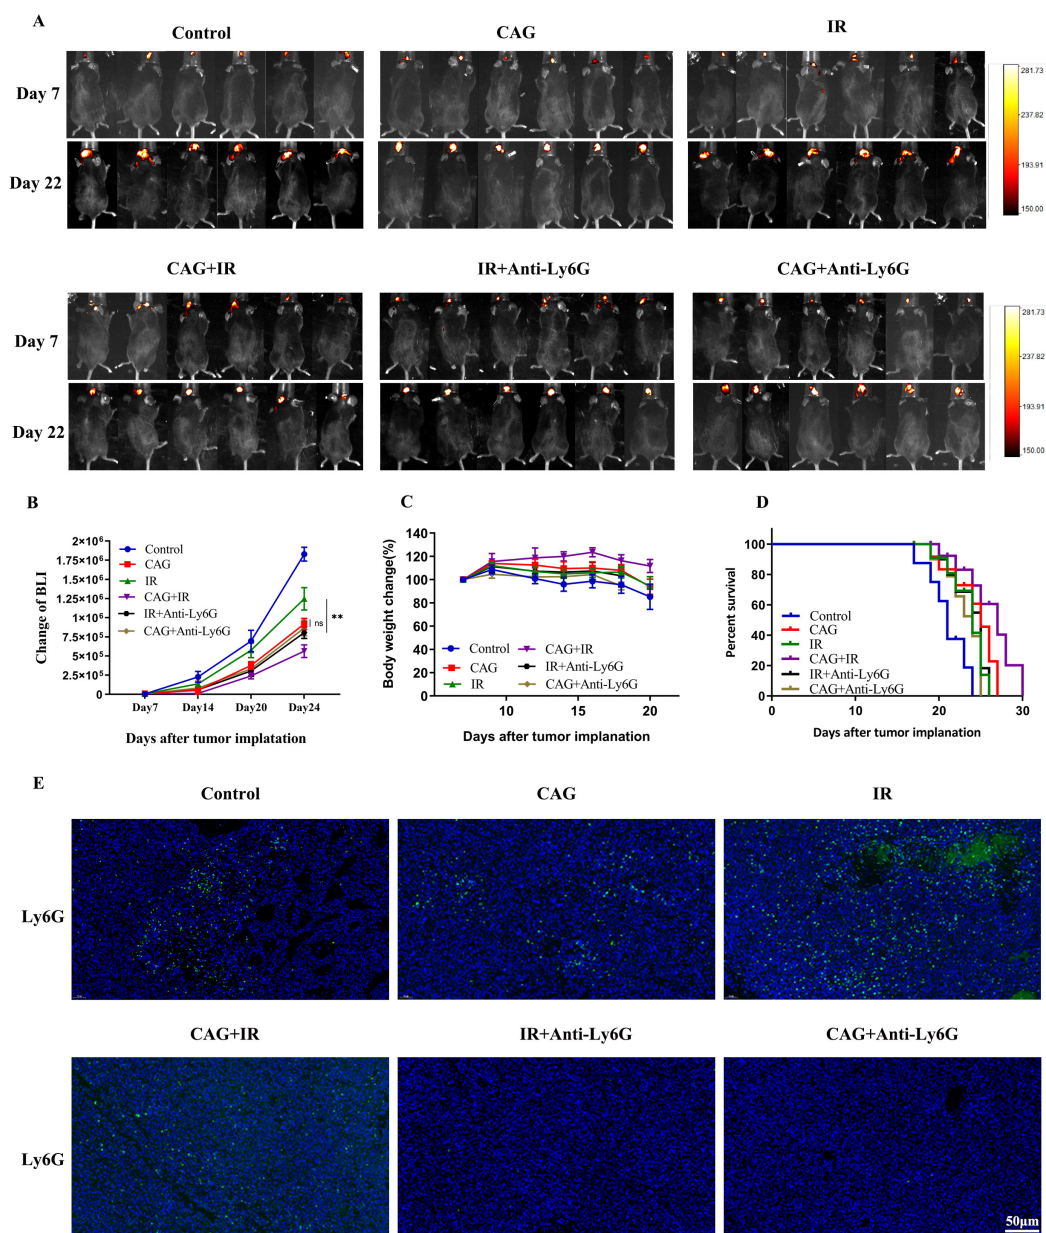 A
Control
CAG
IR
Day 7
Day 22
281.73
237.82
193.91
150.00
CAG+IR
IR+Anti-Ly6G
CAG+Anti-Ly6G
Day 7
Day 22
281.73
237.82
193.91
150.00
B
Change of BLI
2×10⁶
1.75×10⁶
1.5×10⁶
1.25×10⁶
1×10⁶
7.5×10⁵
5×10⁵
2.5×10⁵
0
Control
CAG
IR
CAG+IR
IR+Anti-Ly6G
CAG+Anti-Ly6G
ns
**
Day7 Day14 Day20 Day24
Days after tumor implatation
C
Body weight change(%)
140
120
100
80
60
40
20
0
Control
CAG
IR
CAG+IR
IR+Anti-Ly6G
CAG+Anti-Ly6G
10 15 20
Days after tumor implanation
D
Percent survival
100
80
60
40
20
0
Control
CAG
IR
CAG+IR
IR+Anti-Ly6G
CAG+Anti-Ly6G
0 10 20 30
Days after tumor implanation
E
Control
CAG
IR
Ly6G
CAG+IR
IR+Anti-Ly6G
CAG+Anti-Ly6G
Ly6G
50μm